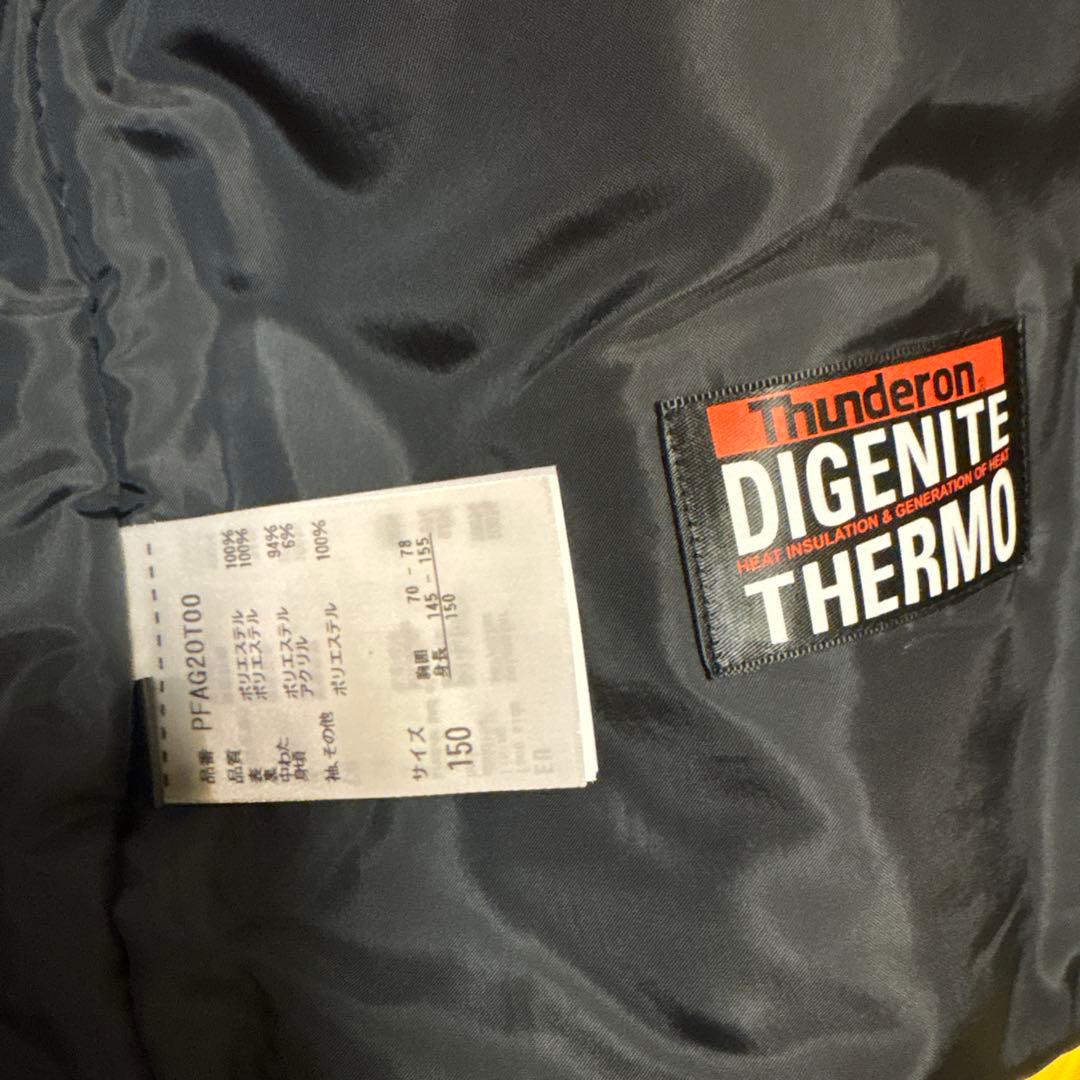 品番 PFAG20T00
品質
表 ポリエステル 100%
裏 ポリエステル 100%
中わた
身頃 ポリエステル 94%
アクリル 6%
袖、その他 ポリエステル 100%
サイズ
胸囲 70 - 78
身長 145 - 155
150 150
Thunderon®
DIGENITE
HEAT INSULATION & GENERATION OF HEAT
THERMO